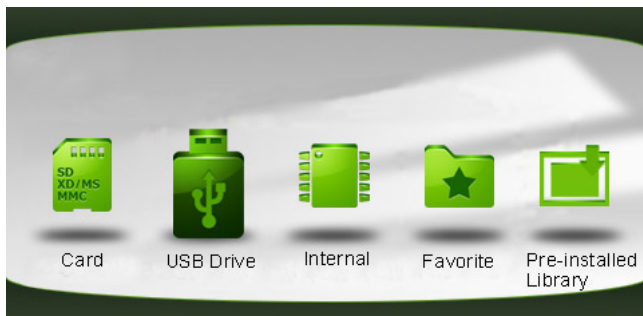 SD
XD/MS
MMC
Card
USB Drive
Internal
Favorite
Pre-installed
Library